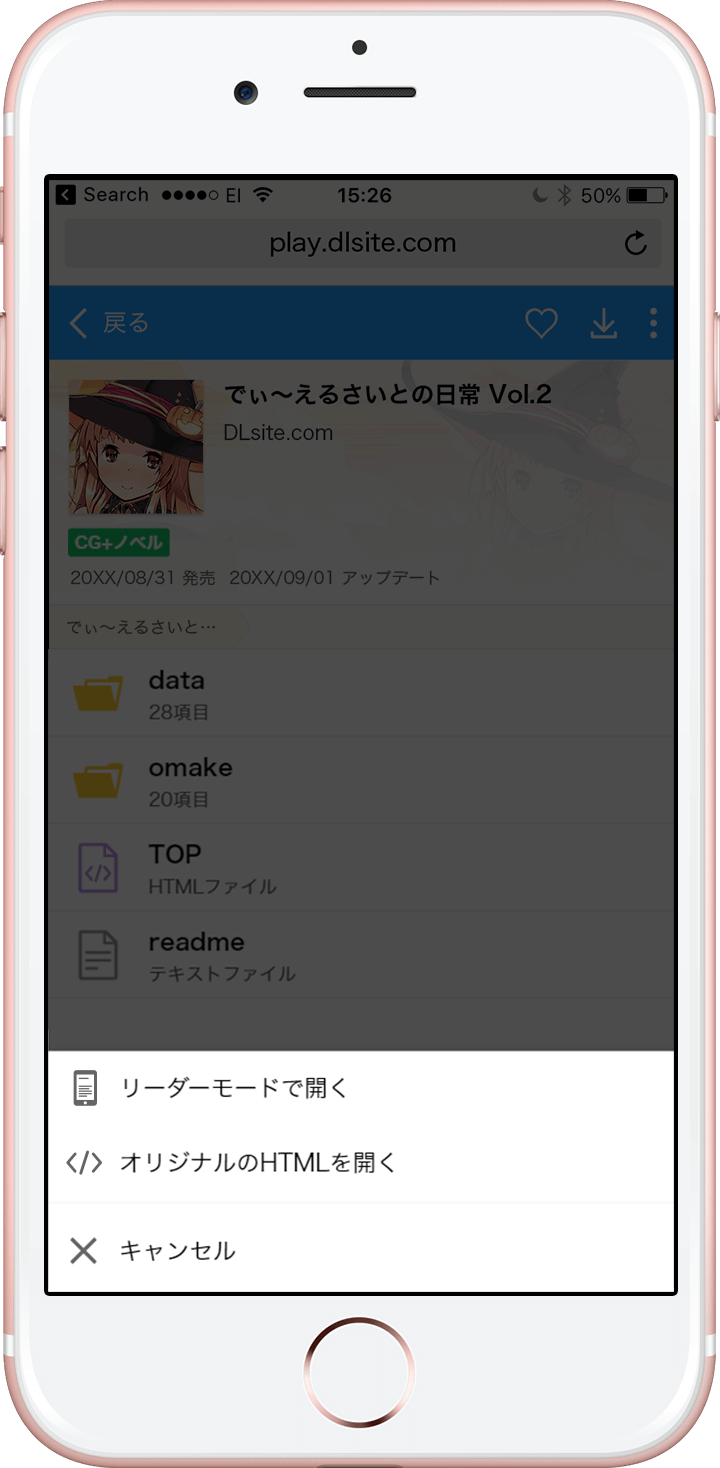 Search EI 15:26 50%
play.dlsite.com
戻る
でぃ～えるさいとの日常 Vol.2
DLsite.com
CG+ノベル
20XX/08/31 発売 20XX/09/01 アップデート
でぃ～えるさいと…
data
28項目
omake
20項目
TOP
HTMLファイル
readme
テキストファイル
リーダーモードで開く
オリジナルのHTMLを開く
キャンセル